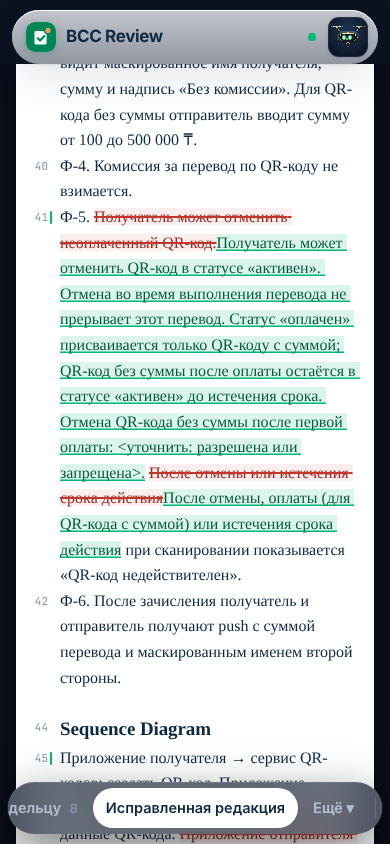 BCC Review
видит маскированное имя получателя,
сумму и надпись «Без комиссии». Для QR-
кода без суммы отправитель вводит сумму
от 100 до 500 000 ₸.
40 Ф-4. Комиссия за перевод по QR-коду не
взимается.
41 Ф-5. Получатель может отменить
неоплаченный QR-код.Получатель может
отменить QR-код в статусе «активен».
Отмена во время выполнения перевода не
прерывает этот перевод. Статус «оплачен»
присваивается только QR-коду с суммой;
QR-код без суммы после оплаты остаётся в
статусе «активен» до истечения срока.
Отмена QR-кода без суммы после первой
оплаты: <уточнить: разрешена или
запрещена>. После отмены или истечения
срока действияПосле отмены, оплаты (для
QR-кода с суммой) или истечения срока
действия при сканировании показывается
«QR-код недействителен».
42 Ф-6. После зачисления получатель и
отправитель получают push с суммой
перевода и маскированным именем второй
стороны.
44 Sequence Diagram
45 Приложение получателя → сервис QR-
кодов: создать QR-код. Приложение
дельцу 8 Исправленная редакция Ещё ▾
данные QR-кода. Приложение отправителя